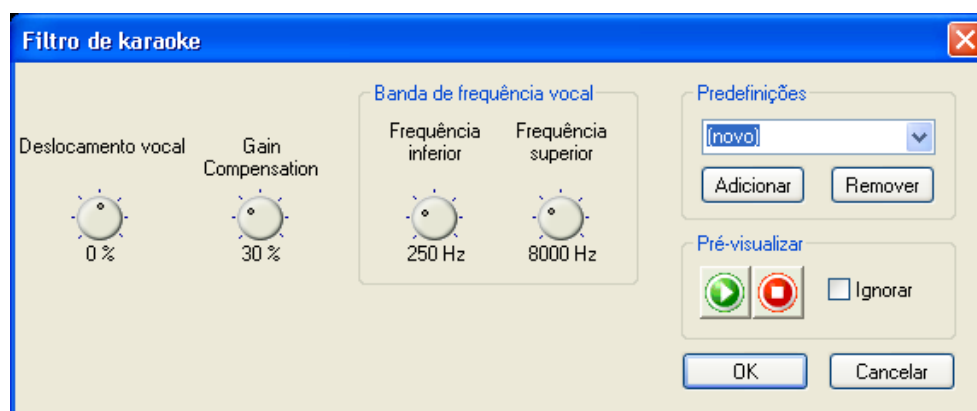 Filtro de karaoke
Deslocamento vocal
0 %
Gain
Compensation
30 %
Banda de frequência vocal
Frequência
inferior
250 Hz
Frequência
superior
8000 Hz
Predefinições
(novo)
Adicionar
Remover
Pré-visualizar
Ignorar
OK
Cancelar